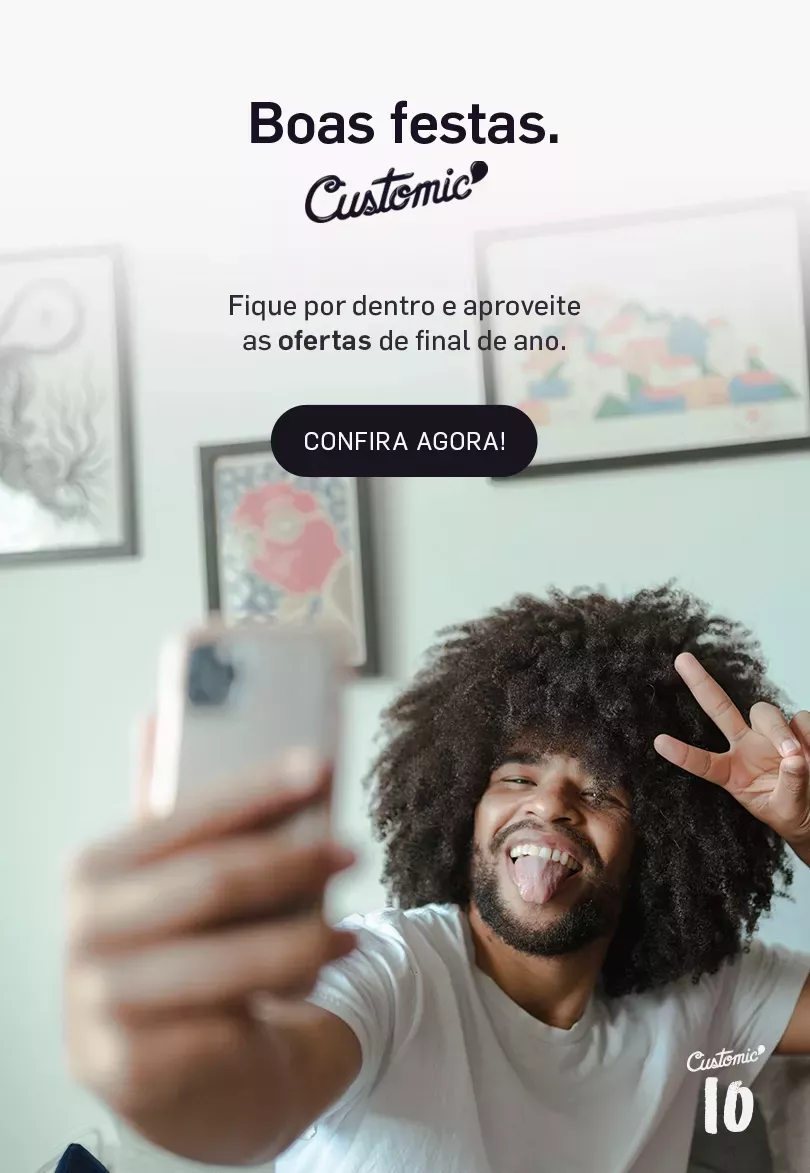 Boas festas.
Customic
Fique por dentro e aproveite
as ofertas de final de ano.
CONFIRA AGORA!
Customic
10